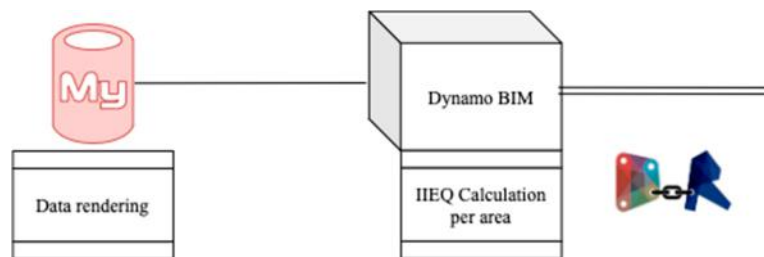 My
Dynamo BIM
Data rendering
IIEQ Calculation
per area